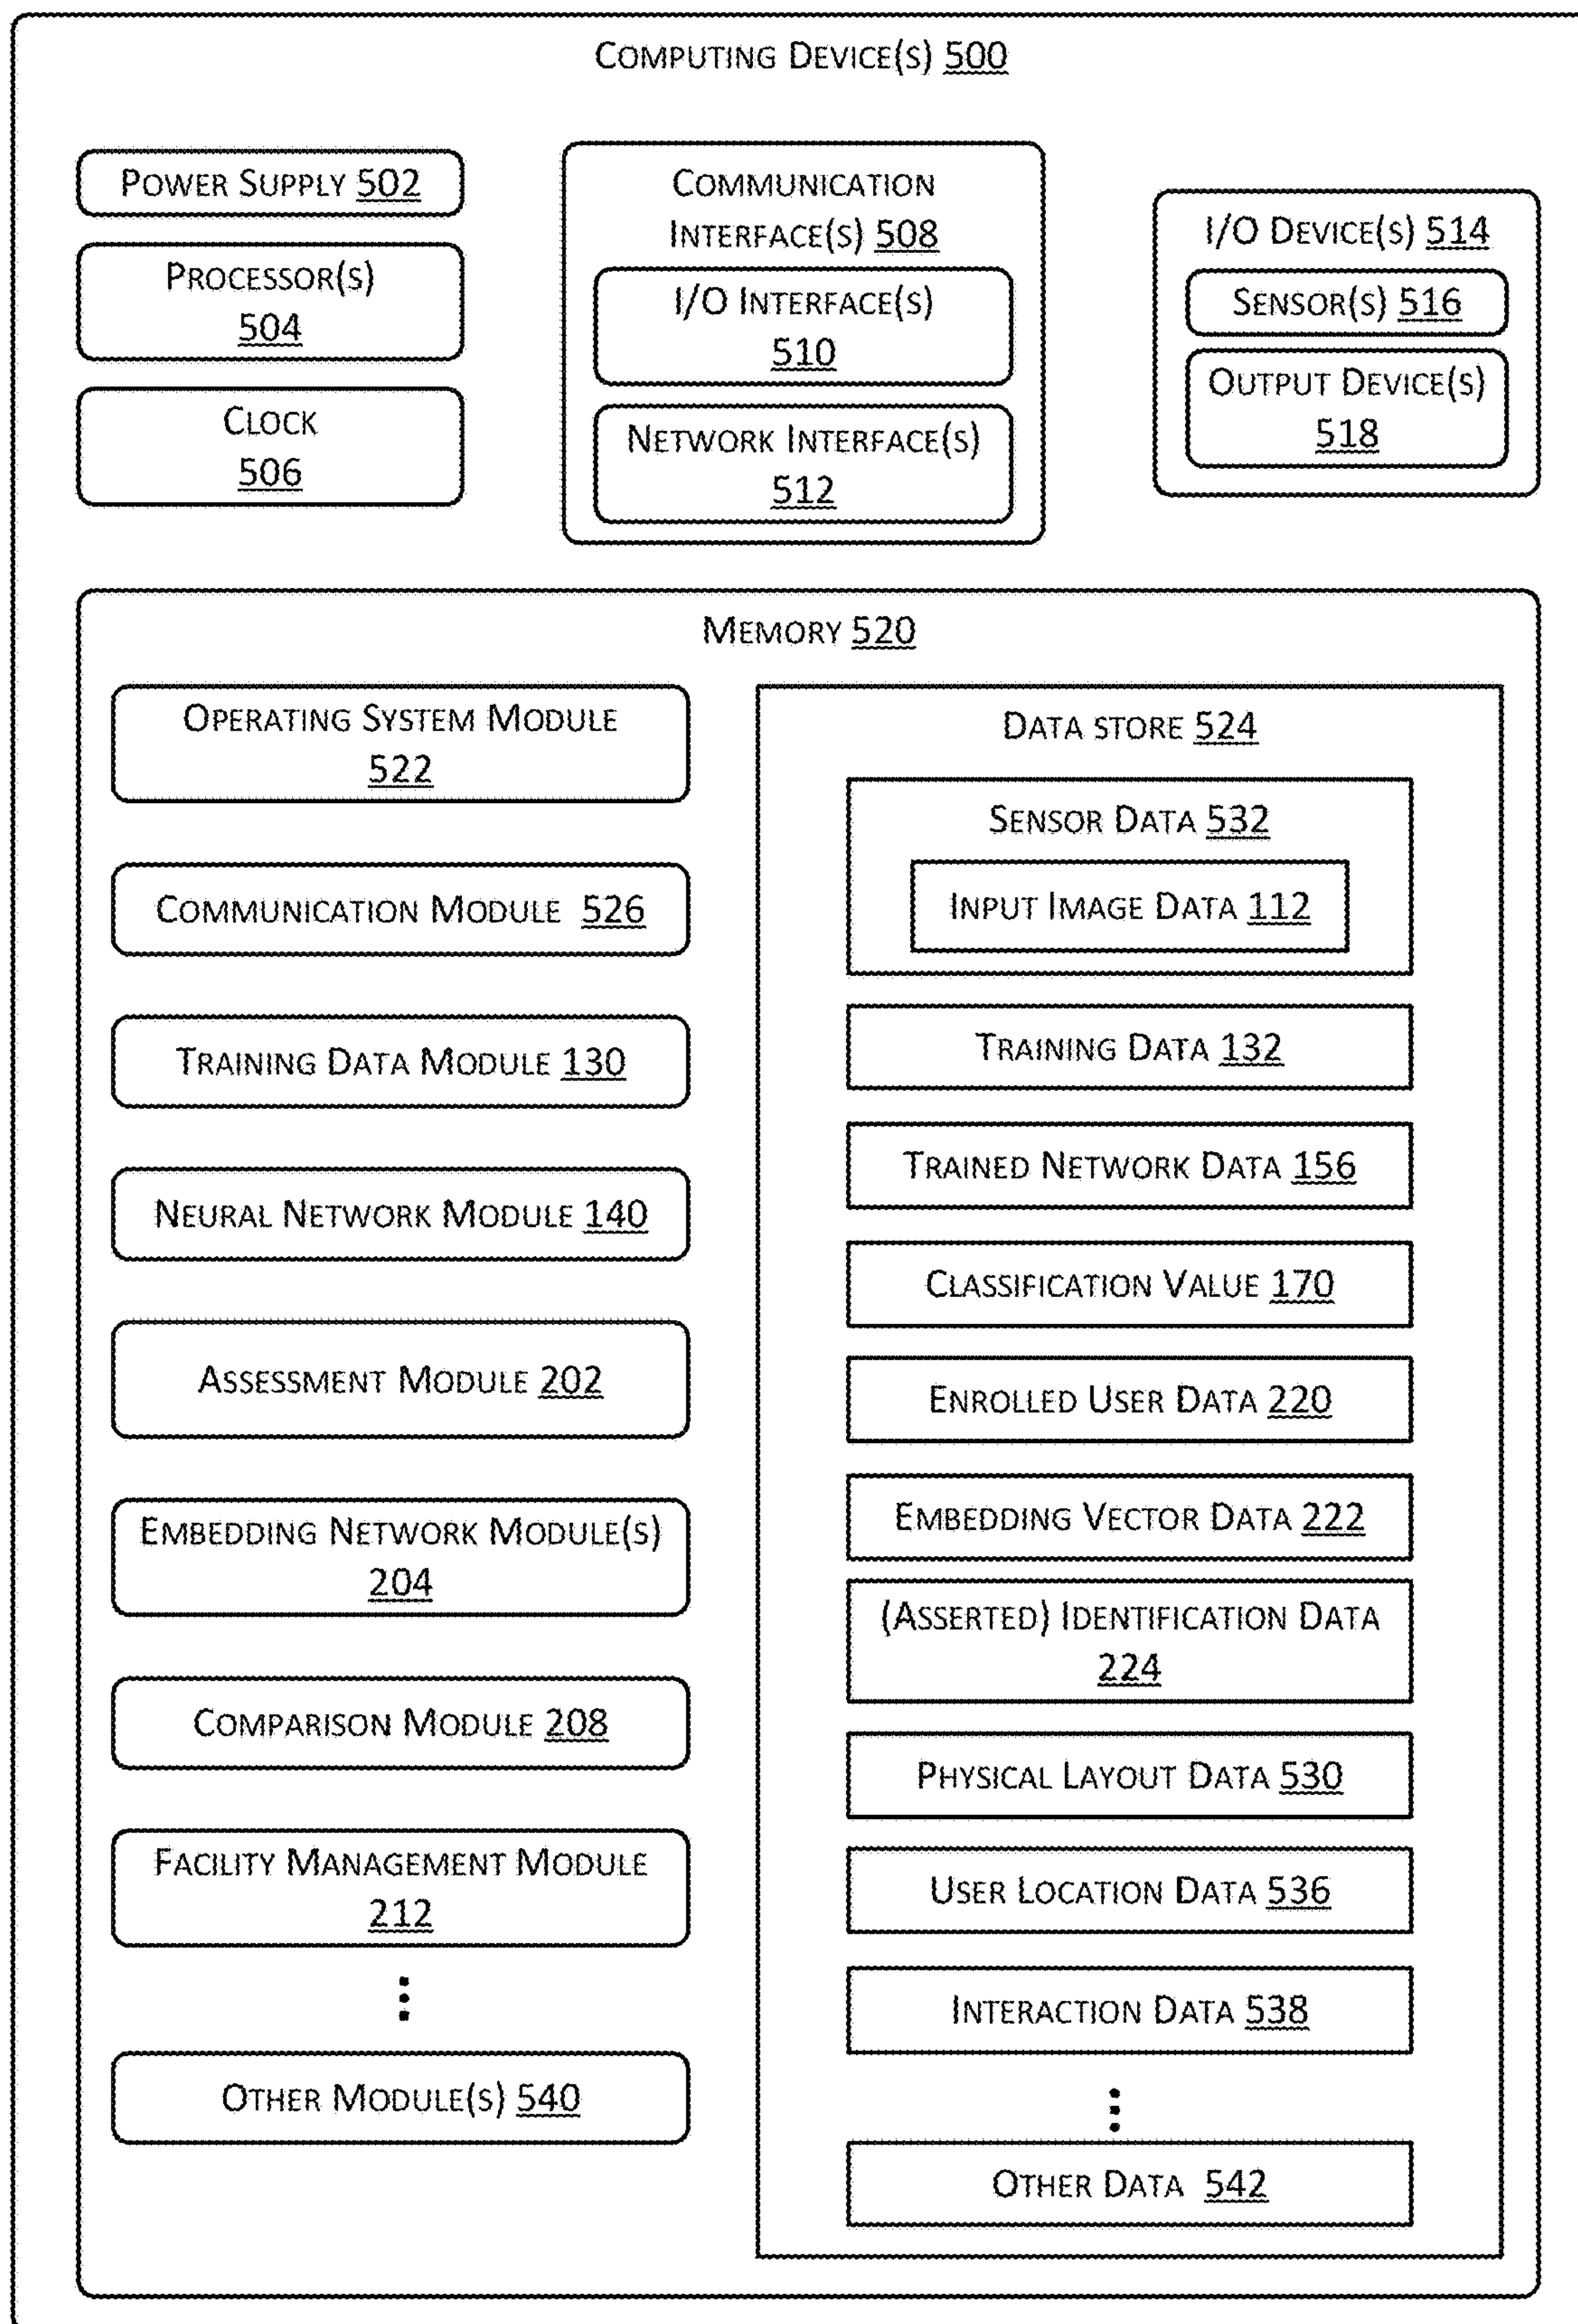 COMPUTING DEVICE(S) 500
POWER SUPPLY 502
PROCESSOR(S)
504
CLOCK
506
COMMUNICATION
INTERFACE(S) 508
I/O INTERFACE(S)
510
NETWORK INTERFACE(S)
512
I/O DEVICE(S) 514
SENSOR(S) 516
OUTPUT DEVICE(S)
518
MEMORY 520
OPERATING SYSTEM MODULE
522
COMMUNICATION MODULE 526
TRAINING DATA MODULE 130
NEURAL NETWORK MODULE 140
ASSESSMENT MODULE 202
EMBEDDING NETWORK MODULE(S)
204
COMPARISON MODULE 208
FACILITY MANAGEMENT MODULE
212
⋮
OTHER MODULE(S) 540
DATA STORE 524
SENSOR DATA 532
INPUT IMAGE DATA 112
TRAINING DATA 132
TRAINED NETWORK DATA 156
CLASSIFICATION VALUE 170
ENROLLED USER DATA 220
EMBEDDING VECTOR DATA 222
(ASSERTED) IDENTIFICATION DATA
224
PHYSICAL LAYOUT DATA 530
USER LOCATION DATA 536
INTERACTION DATA 538
⋮
OTHER DATA 542